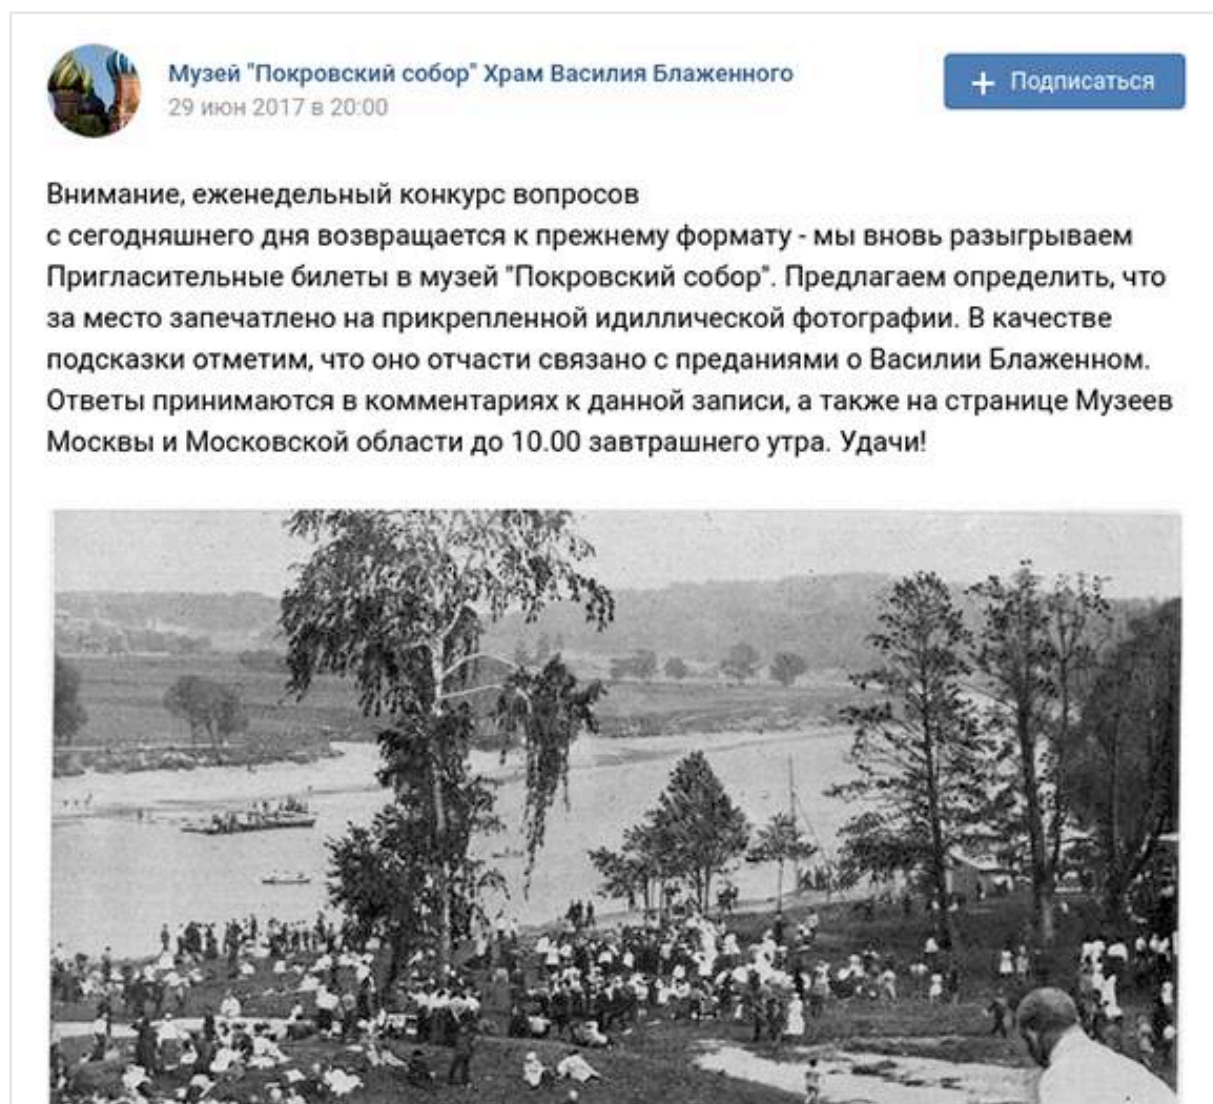 Музей "Покровский собор" Храм Василия Блаженного
29 июн 2017 в 20:00
+ Подписаться
Внимание, еженедельный конкурс вопросов
с сегодняшнего дня возвращается к прежнему формату - мы вновь разыгрываем
Пригласительные билеты в музей "Покровский собор". Предлагаем определить, что
за место запечатлено на прикрепленной идиллической фотографии. В качестве
подсказки отметим, что оно отчасти связано с преданиями о Василии Блаженном.
Ответы принимаются в комментариях к данной записи, а также на странице Музеев
Москвы и Московской области до 10.00 завтрашнего утра. Удачи!